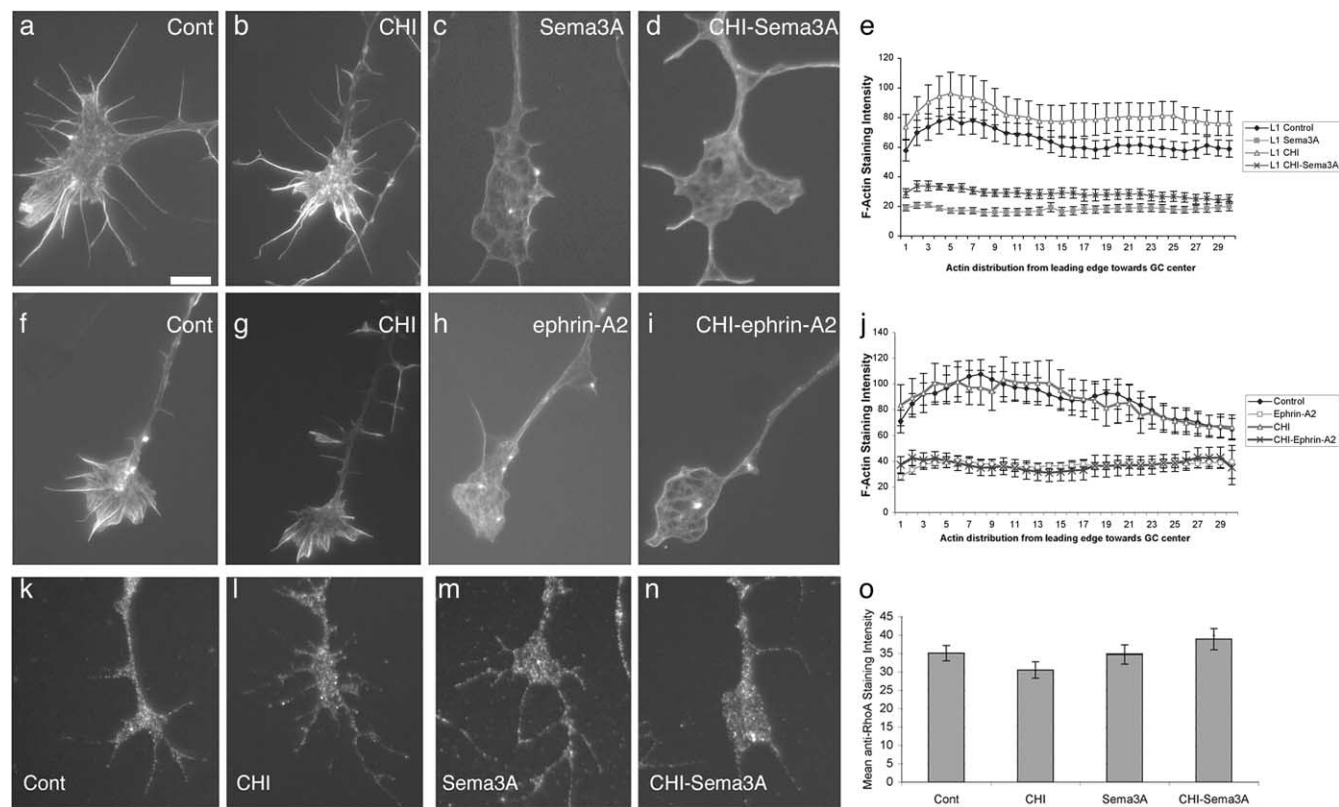 a Cont
b CHI
c Sema3A
d CHI-Sema3A
e
F-Actin Staining Intensity
120
100
80
60
40
20
0
1 3 5 7 9 11 13 15 17 19 21 23 25 27 29
Actin distribution from leading edge towards GC center
L1 Control
L1 Sema3A
L1 CHI
L1 CHI-Sema3A
f Cont
g CHI
h ephrin-A2
i CHI-ephrin-A2
j
F-Actin Staining Intensity
140
120
100
80
60
40
20
0
1 3 5 7 9 11 13 15 17 19 21 23 25 27 29
Actin distribution from leading edge towards GC center
Control
Ephrin-A2
CHI
CHI-Ephrin-A2
k
Cont
l
CHI
m
Sema3A
n
CHI-Sema3A
o
Mean anti-RhoA Staining Intensity
45
40
35
30
25
20
15
10
5
0
Cont CHI Sema3A CHI-Sema3A